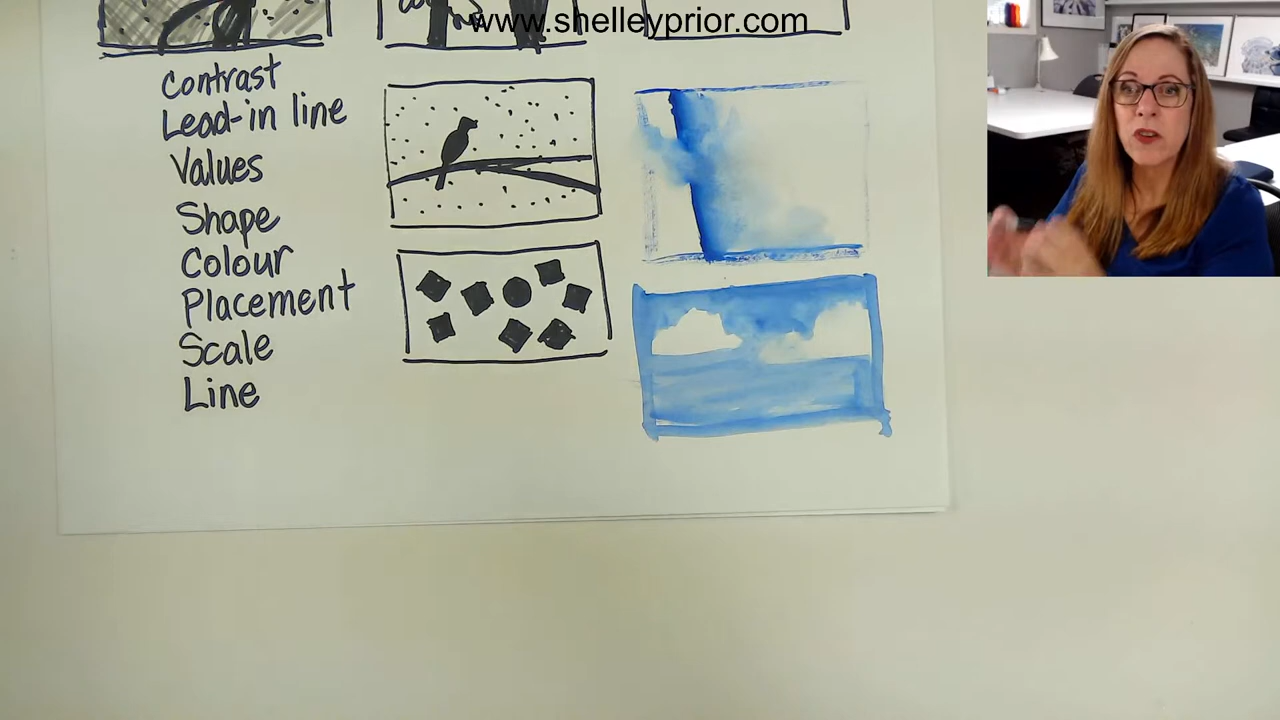 www.shelleyprior.com
Contrast
Lead-in line
Values
Shape
Colour
Placement
Scale
Line